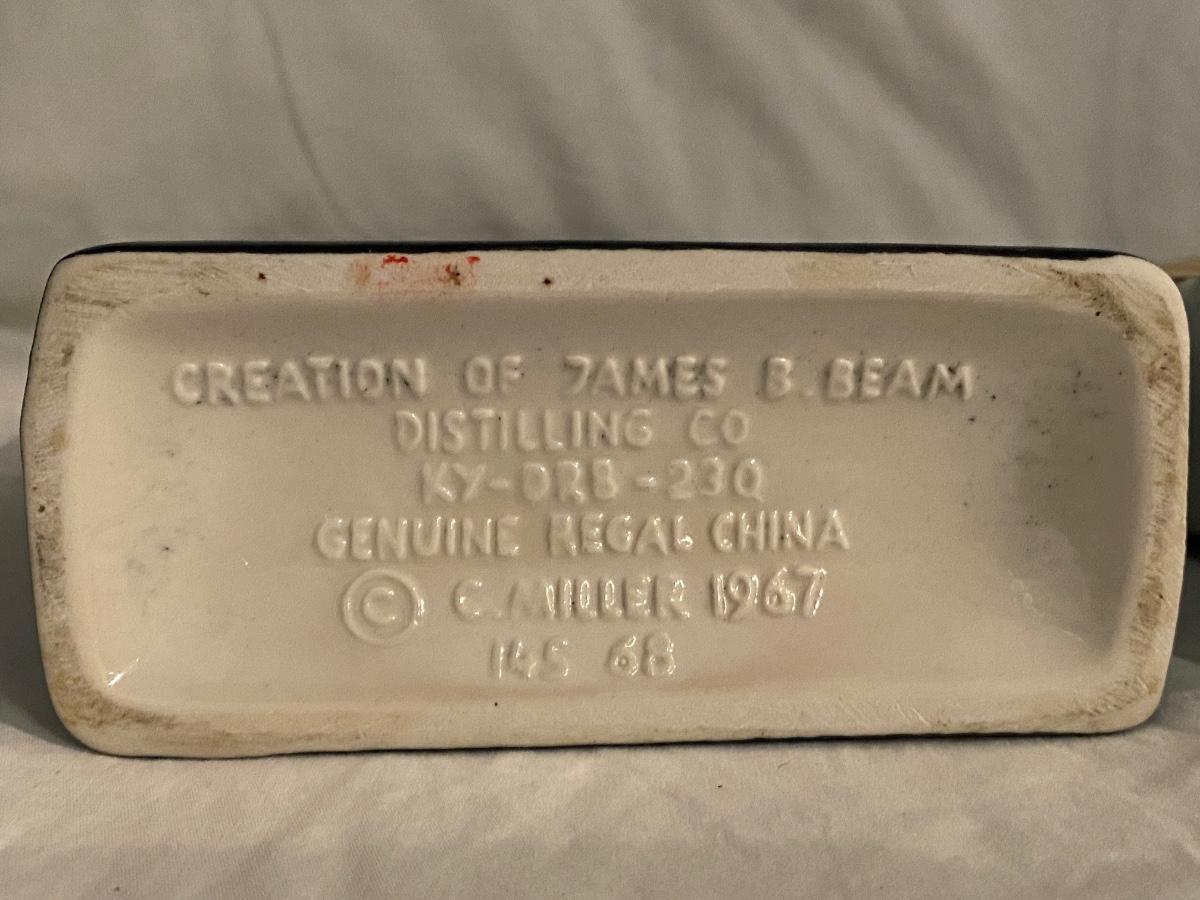 CREATION OF JAMES B. BEAM
DISTILLING CO
KY-DRB-230
GENUINE REGAL CHINA
© C. MILLER 1967
145 68